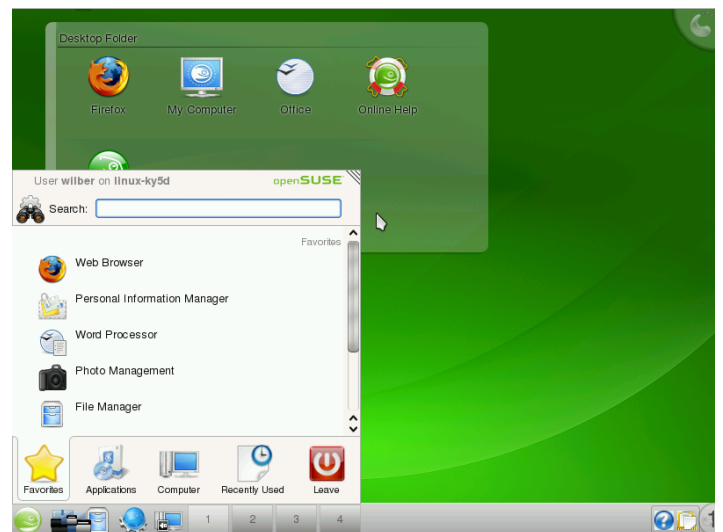 Desktop Folder
Firefox
My Computer
Office
Online Help
User wilber on linux-ky5d
openSUSE
Search:
Favorites
Web Browser
Personal Information Manager
Word Processor
Photo Management
File Manager
Favorites
Applications
Computer
Recently Used
Leave
1
2
3
4
1